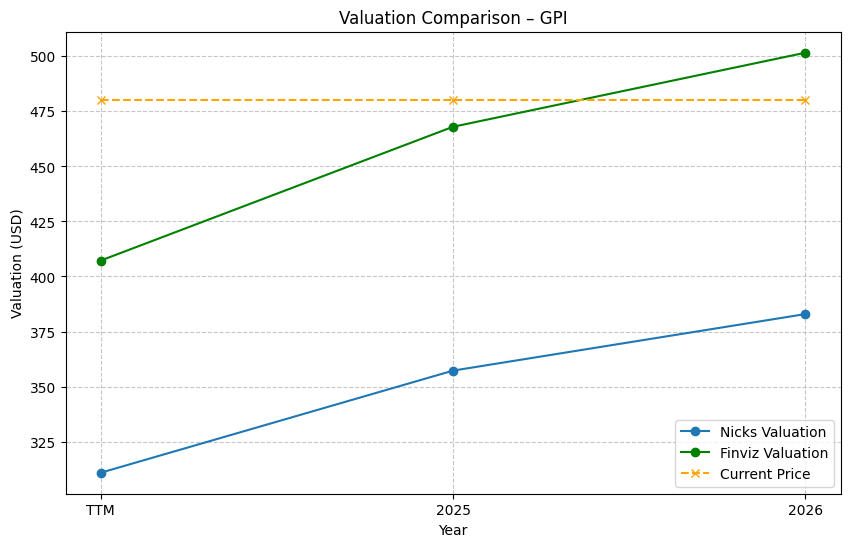 Valuation Comparison – GPI
Valuation (USD)
500
475
450
425
400
375
350
325
TTM
2025
2026
Year
Nicks Valuation
Finviz Valuation
Current Price